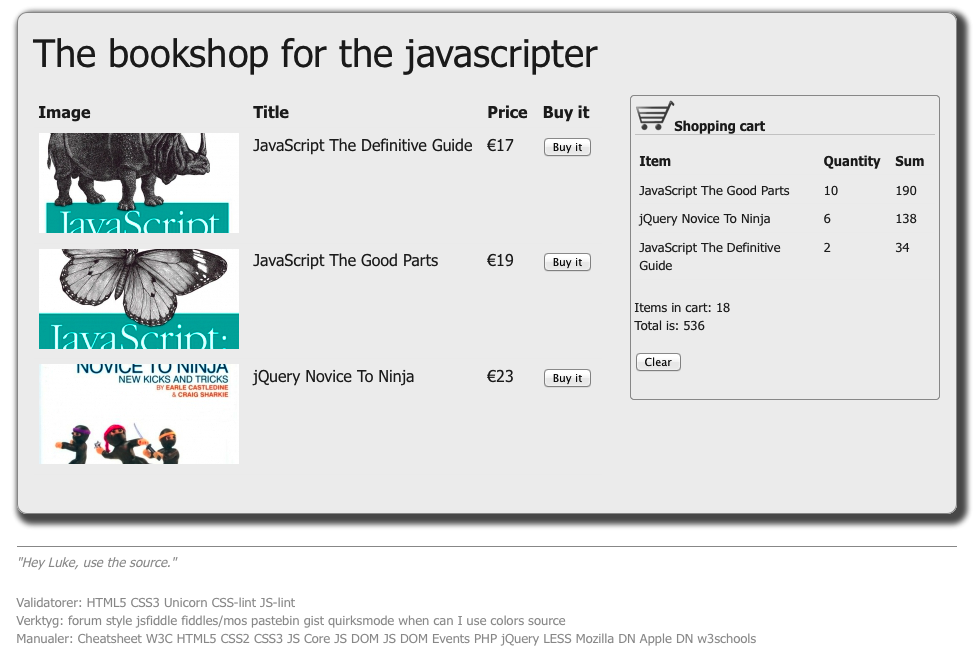 The bookshop for the javascripter
Image Title Price Buy it
JavaScript
JavaScript The Definitive Guide €17 Buy it
JavaScript:
JavaScript The Good Parts €19 Buy it
NOVICE TO NINJA
NEW KICKS AND TRICKS
BY EARLE CASTLEDINE
& CRAIG SHARKIE
jQuery Novice To Ninja €23 Buy it
Shopping cart
Item Quantity Sum
JavaScript The Good Parts 10 190
jQuery Novice To Ninja 6 138
JavaScript The Definitive 2 34
Guide
Items in cart: 18
Total is: 536
Clear
"Hey Luke, use the source."
Validatorer: HTML5 CSS3 Unicorn CSS-lint JS-lint
Verktyg: forum style jsfiddle fiddles/mos pastebin gist quirksmode when can I use colors source
Manualer: Cheatsheet W3C HTML5 CSS2 CSS3 JS Core JS DOM JS DOM Events PHP jQuery LESS Mozilla DN Apple DN w3schools